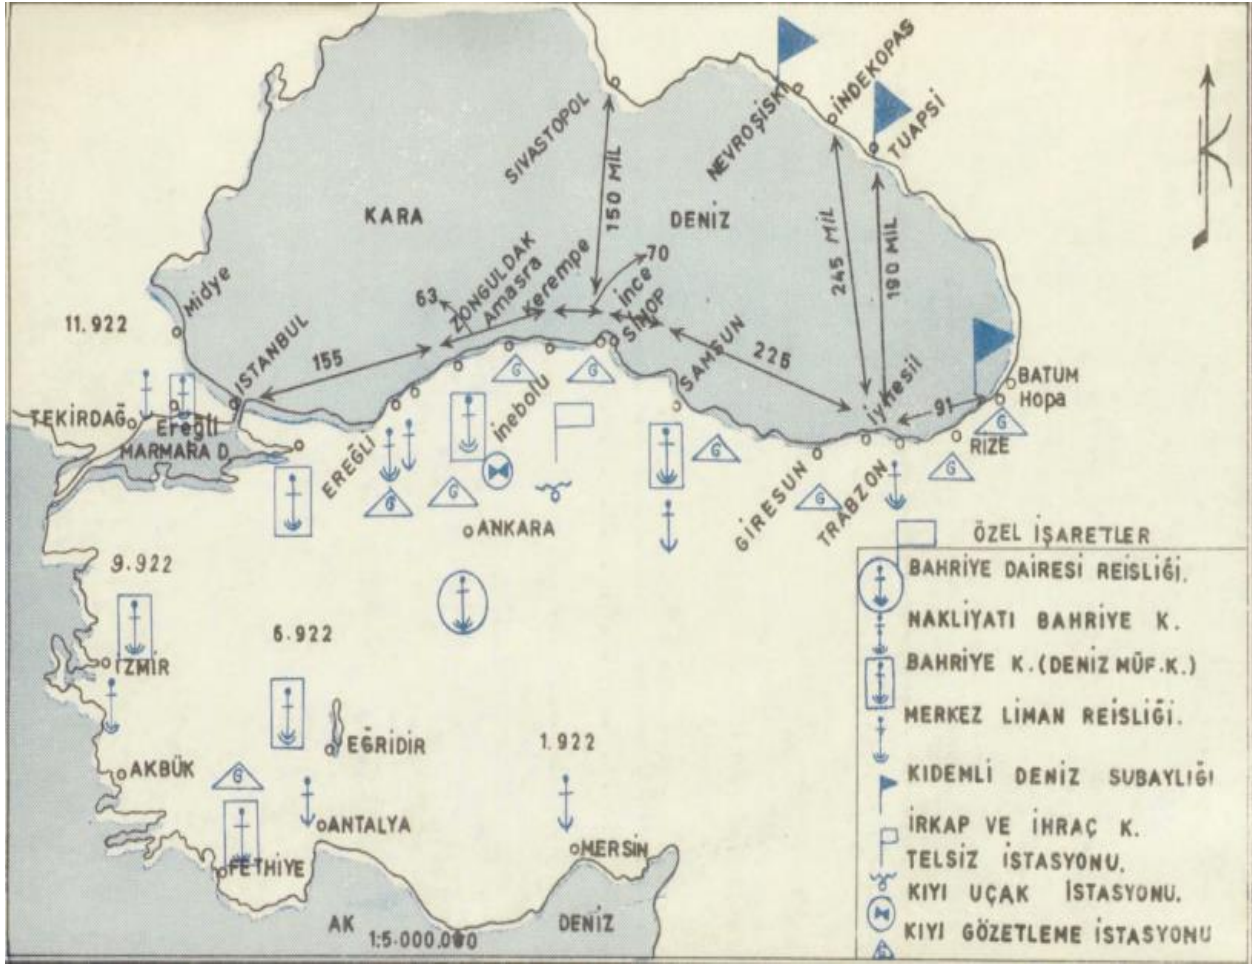 NEVROŞİSKİ
İNDEKOPAS
TUAPSİ
SIVASTOPOL
150 MİL
KARA
DENİZ
245 MİL
190 MİL
70
63
ZONGULDAK
Amasra
Kerempe
İnce
SİNOP
Midye
11.922
İSTANBUL
155
SAMSUN
225
91
BATUM
Hopa
TEKİRDAĞ
Ereğli
MARMARA D.
EREĞLİ
İnebolu
G
G
G
G
G
G
G
G
RİZE
GİRESUN
TRABZON
ANKARA
9.922
6.922
İZMİR
EĞRİDİR
1.922
AKBÜK
G
ANTALYA
MERSİN
FETHİYE
AK
DENİZ
1:5.000.000
ÖZEL İŞARETLER
BAHRİYE DAİRESİ REİSLİĞİ.
NAKLİYATI BAHRİYE K.
BAHRİYE K.(DENİZ MÜF.K.)
MERKEZ LİMAN REİSLİĞİ.
KIDEMLİ DENİZ SUBAYLIĞI
İRKAP VE İHRAÇ K.
TELSİZ İSTASYONU.
KIYI UÇAK İSTASYONU.
KIYI GÖZETLEME İSTASYONU
G